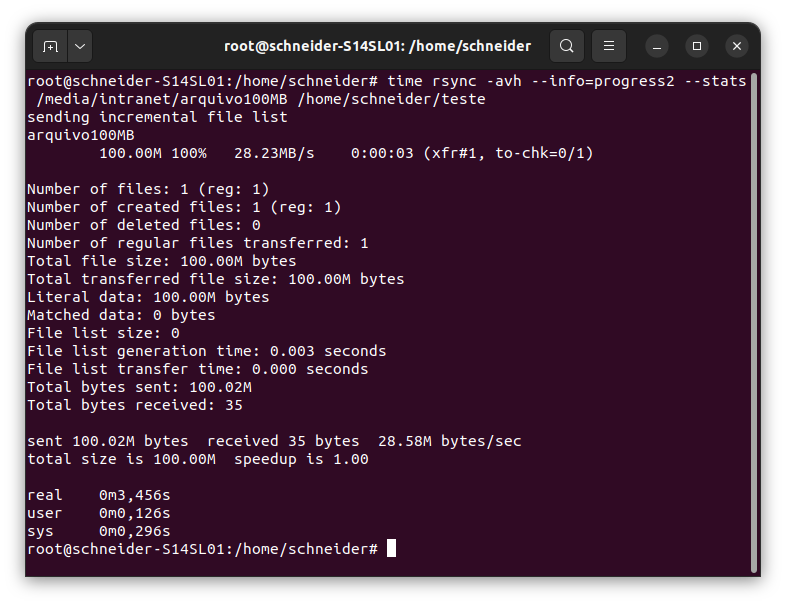 root@schneider-S14SL01: /home/schneider
root@schneider-S14SL01:/home/schneider# time rsync -avh --info=progress2 --stats
 /media/intranet/arquivo100MB /home/schneider/teste
sending incremental file list
arquivo100MB
        100.00M 100%   28.23MB/s    0:00:03 (xfr#1, to-chk=0/1)

Number of files: 1 (reg: 1)
Number of created files: 1 (reg: 1)
Number of deleted files: 0
Number of regular files transferred: 1
Total file size: 100.00M bytes
Total transferred file size: 100.00M bytes
Literal data: 100.00M bytes
Matched data: 0 bytes
File list size: 0
File list generation time: 0.003 seconds
File list transfer time: 0.000 seconds
Total bytes sent: 100.02M
Total bytes received: 35

sent 100.02M bytes  received 35 bytes  28.58M bytes/sec
total size is 100.00M  speedup is 1.00

real    0m3,456s
user    0m0,126s
sys     0m0,296s
root@schneider-S14SL01:/home/schneider#